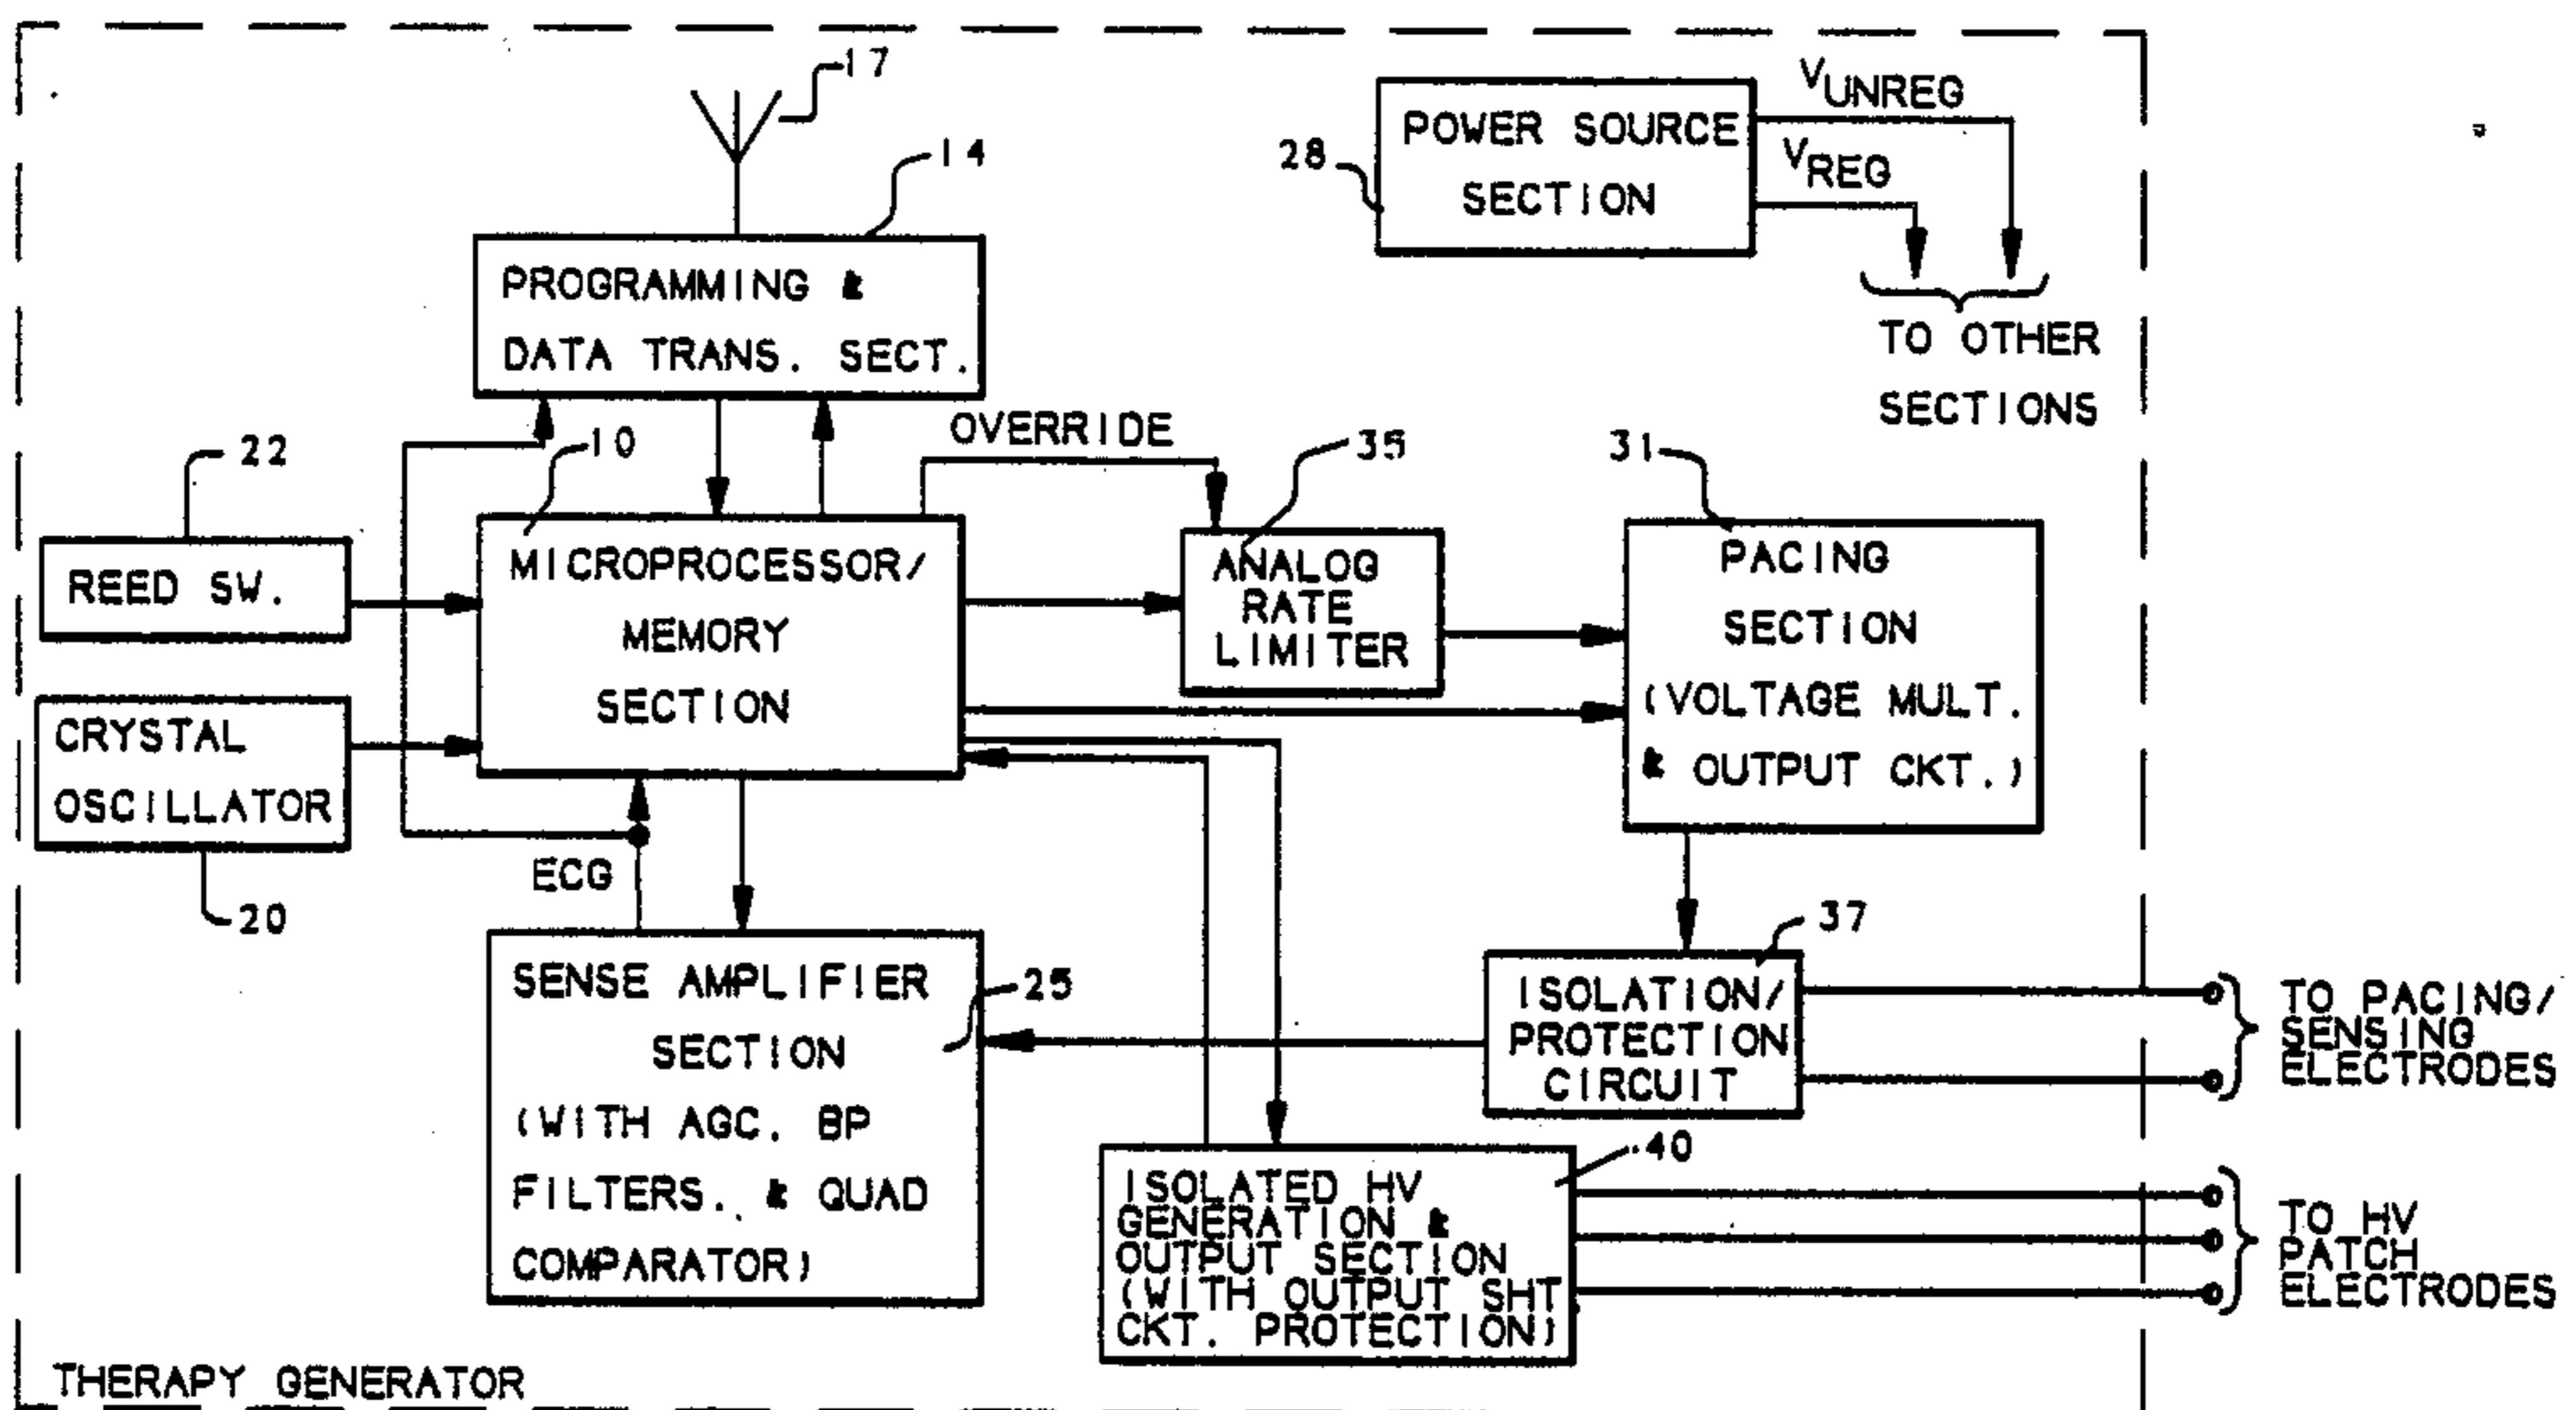 17
V UNREG
POWER SOURCE
SECTION
28
V REG
14
PROGRAMMING &
DATA TRANS. SECT.
TO OTHER
SECTIONS
22
10
OVERRIDE
35
31
REED SW.
MICROPROCESSOR/
MEMORY
SECTION
ANALOG
RATE
LIMITER
PACING
SECTION
(VOLTAGE MULT.
& OUTPUT CKT.)
CRYSTAL
OSCILLATOR
20
ECG
37
SENSE AMPLIFIER
SECTION
(WITH AGC, BP
FILTERS, & QUAD
COMPARATOR)
25
ISOLATION/
PROTECTION
CIRCUIT
TO PACING/
SENSING
ELECTRODES
40
ISOLATED HV
GENERATION &
OUTPUT SECTION
(WITH OUTPUT SHT
CKT. PROTECTION)
TO HV
PATCH
ELECTRODES
THERAPY GENERATOR